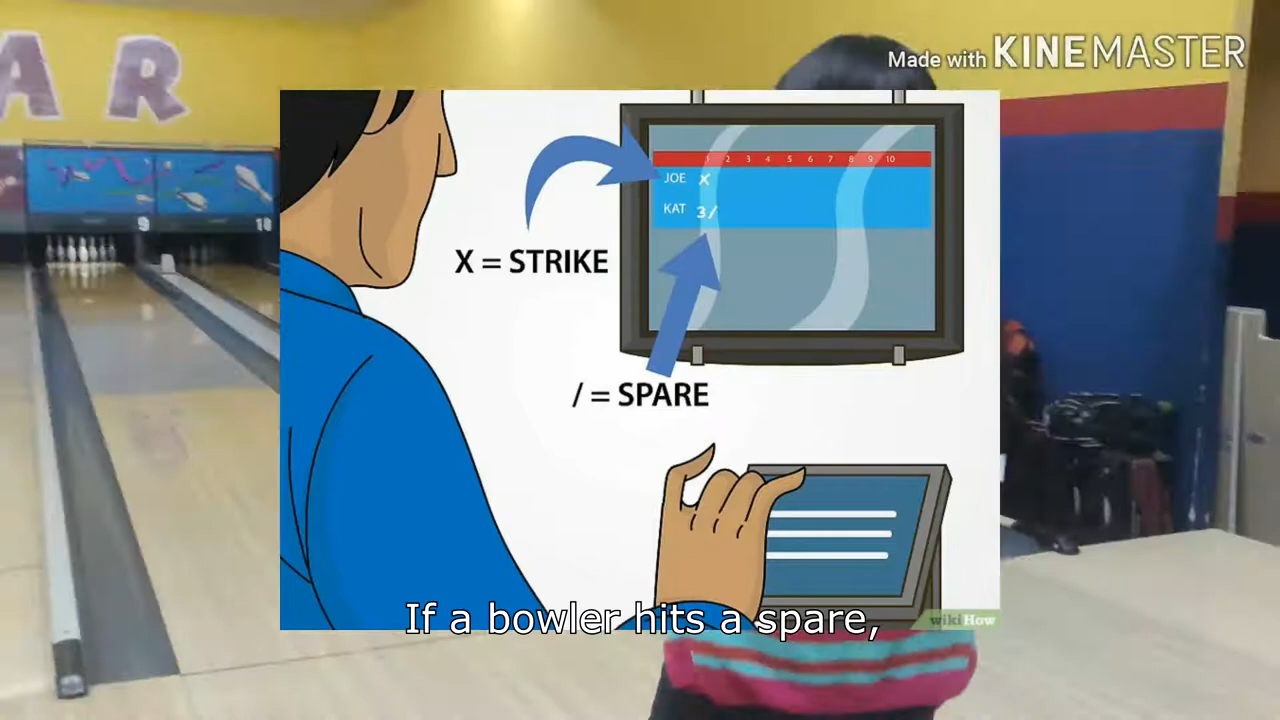 Made with KINEMASTER
AR
1 2 3 4 5 6 7 8 9 10
JOE X
KAT 3/
X = STRIKE
/ = SPARE
9
10
If a bowler hits a spare,
wikiHow